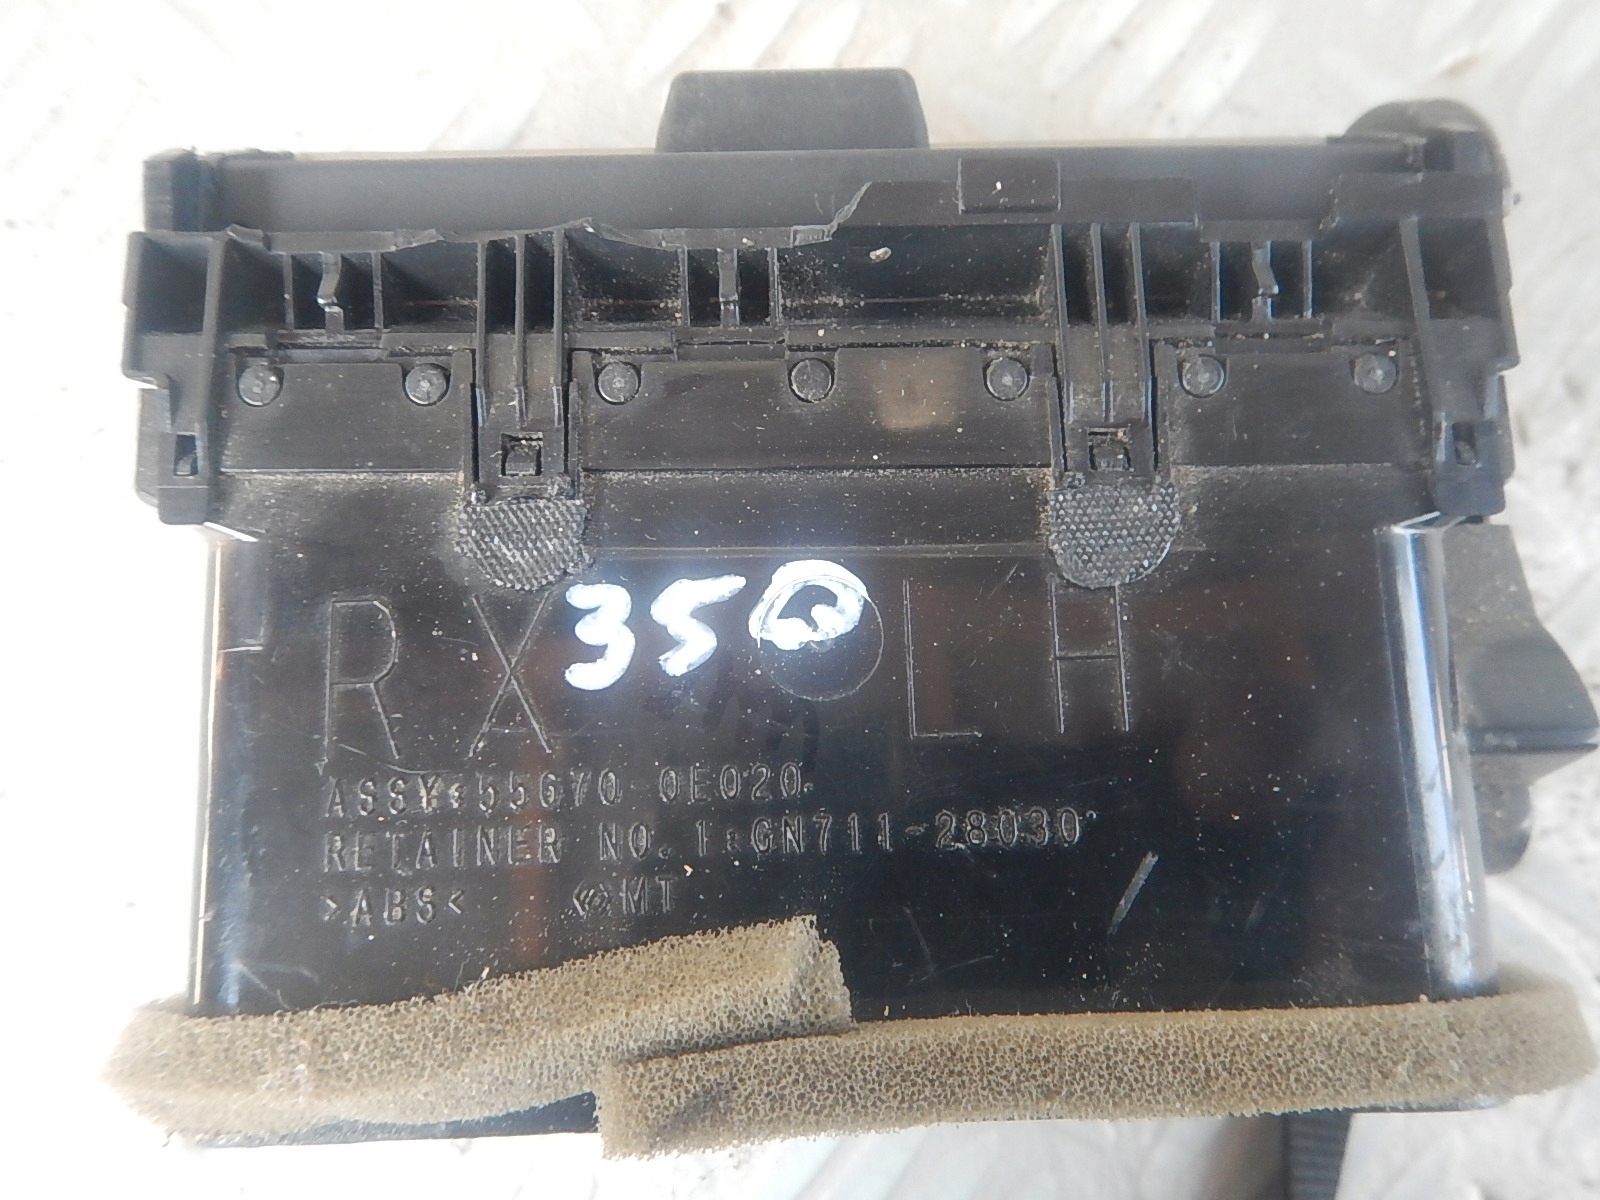 RX 350 LH
ASSY:55670-0E020
RETAINER NO.1:GN711-28030
>ABS< MT